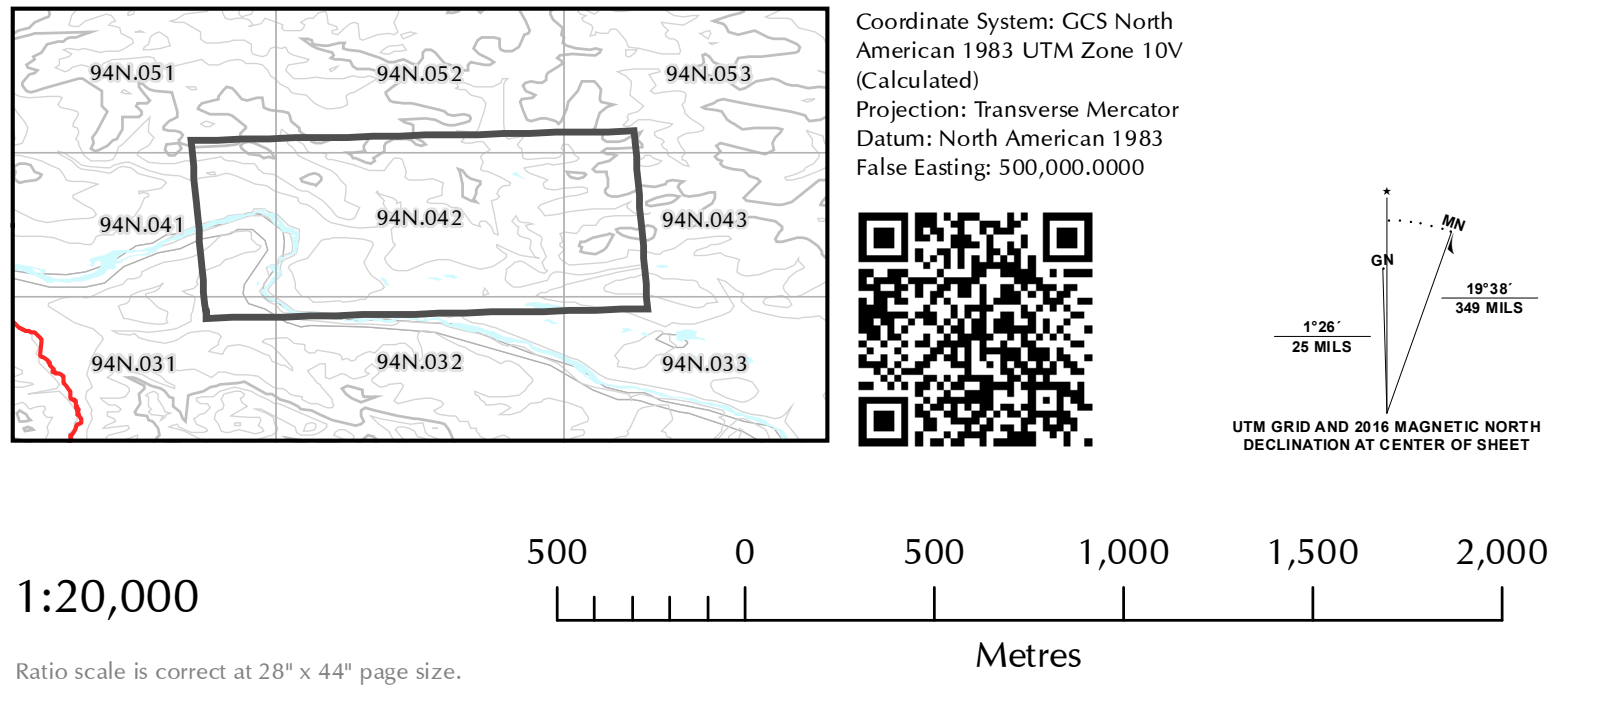 94N.051
94N.052
94N.053
94N.041
94N.042
94N.043
94N.031
94N.032
94N.033
Coordinate System: GCS North
American 1983 UTM Zone 10V
(Calculated)
Projection: Transverse Mercator
Datum: North American 1983
False Easting: 500,000.0000
MN
GN
19°38´
349 MILS
1°26´
25 MILS
UTM GRID AND 2016 MAGNETIC NORTH
DECLINATION AT CENTER OF SHEET
500 0 500 1,000 1,500 2,000
1:20,000
Metres
Ratio scale is correct at 28" x 44" page size.